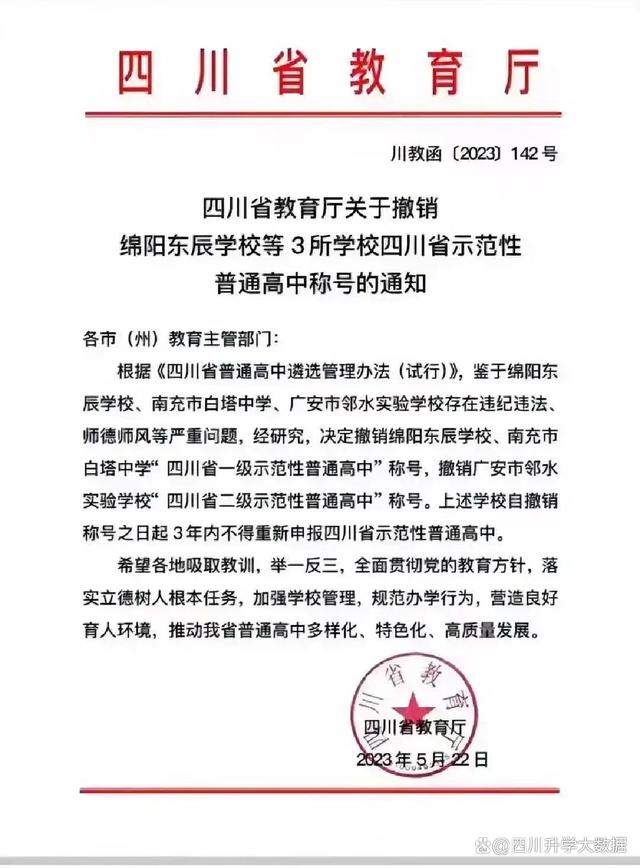 四川省教育厅
川教函〔2023〕142号
四川省教育厅关于撤销
绵阳东辰学校等3所学校四川省示范性
普通高中称号的通知
各市（州）教育主管部门：
根据《四川省普通高中遴选管理办法（试行）》，鉴于绵阳东
辰学校、南充市白塔中学、广安市邻水实验学校存在违纪违法、
师德师风等严重问题，经研究，决定撤销绵阳东辰学校、南充市
白塔中学“四川省一级示范性普通高中”称号，撤销广安市邻水
实验学校“四川省二级示范性普通高中”称号。上述学校自撤销
称号之日起3年内不得重新申报四川省示范性普通高中。
希望各地吸取教训，举一反三，全面贯彻党的教育方针，落
实立德树人根本任务，加强学校管理，规范办学行为，营造良好
育人环境，推动我省普通高中多样化、特色化、高质量发展。
四川省教育厅
四川省教育厅
2023年5月22日
四川升学大数据